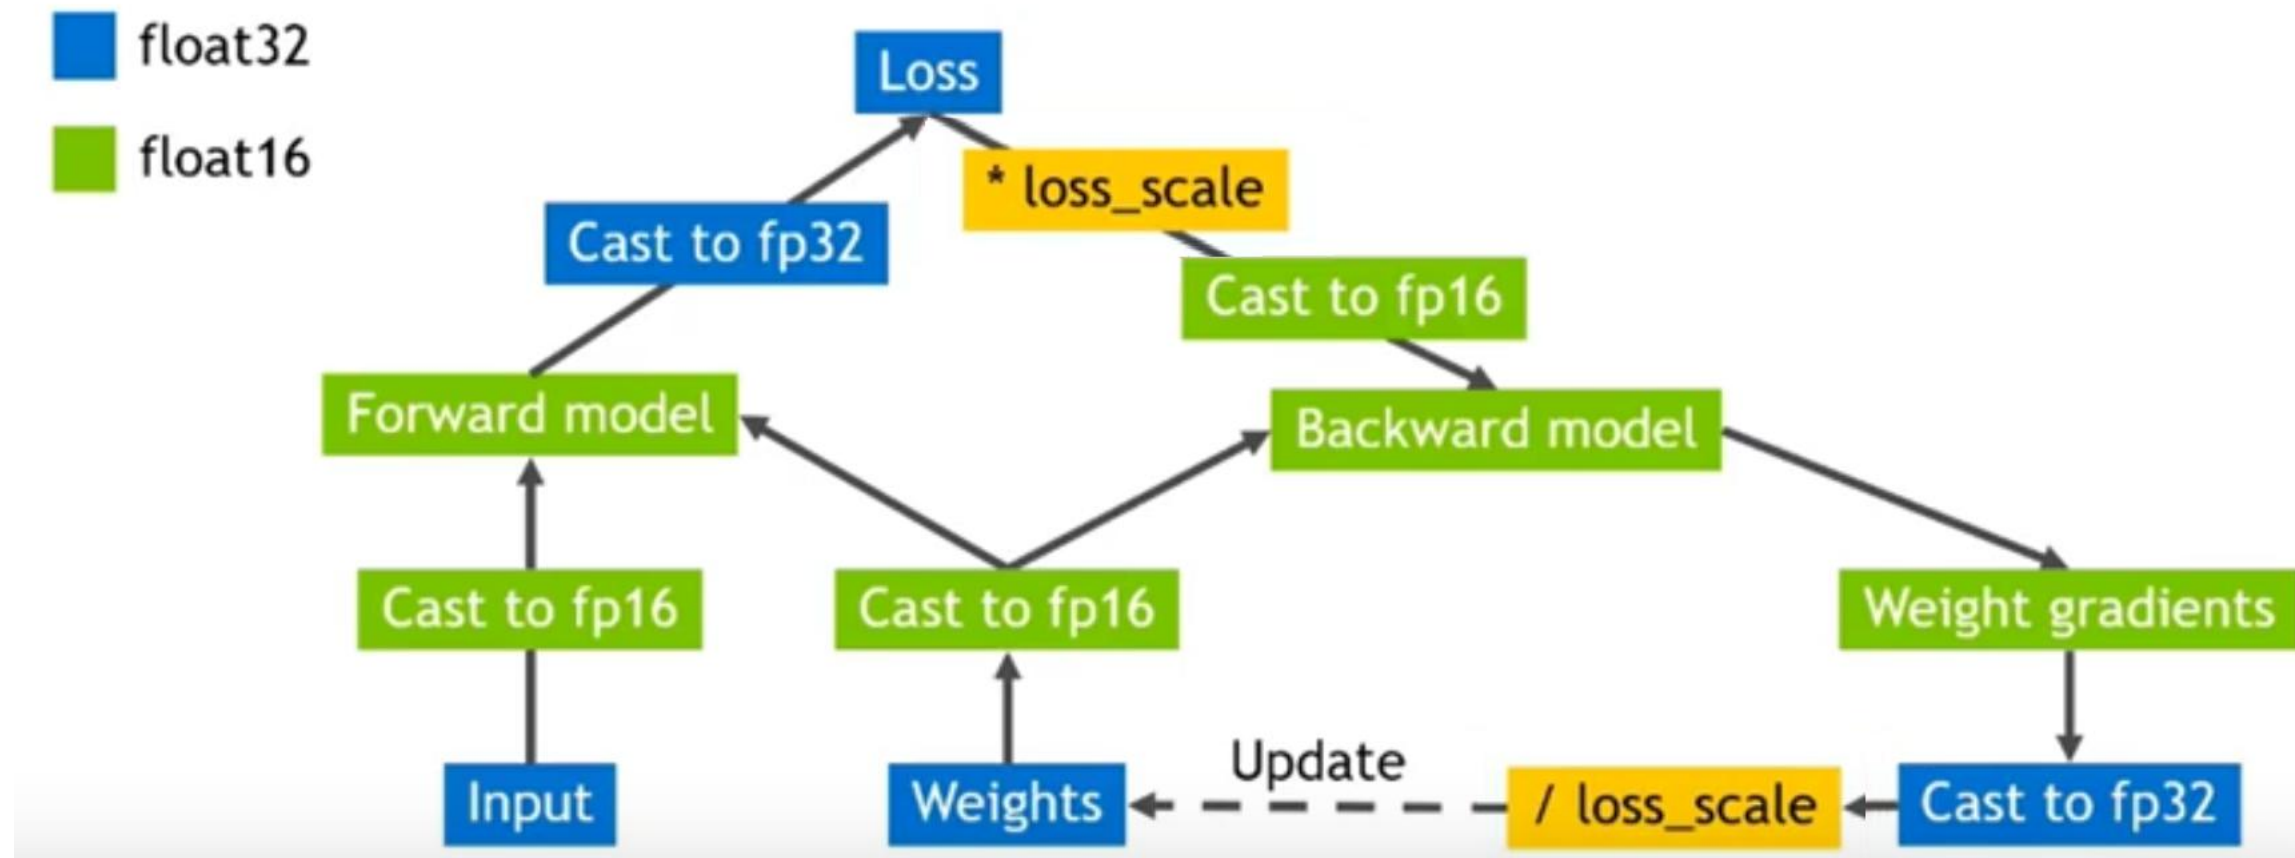 float32
float16
Loss
* loss_scale
Cast to fp32
Cast to fp16
Forward model
Backward model
Cast to fp16
Cast to fp16
Weight gradients
Input
Weights
Update
/ loss_scale
Cast to fp32